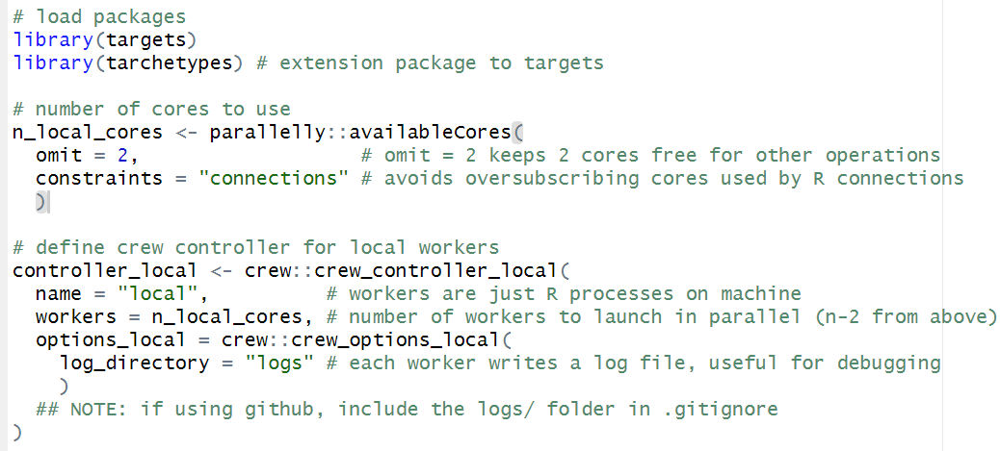 # load packages
library(targets)
library(tarchetypes) # extension package to targets

# number of cores to use
n_local_cores <- parallelly::availableCores(
  omit = 2,                   # omit = 2 keeps 2 cores free for other operations
  constraints = "connections" # avoids oversubscribing cores used by R connections
  )

# define crew controller for local workers
controller_local <- crew::crew_controller_local(
  name = "local",          # workers are just R processes on machine
  workers = n_local_cores, # number of workers to launch in parallel (n-2 from above)
  options_local = crew::crew_options_local(
    log_directory = "logs" # each worker writes a log file, useful for debugging
    )
  ## NOTE: if using github, include the logs/ folder in .gitignore
)